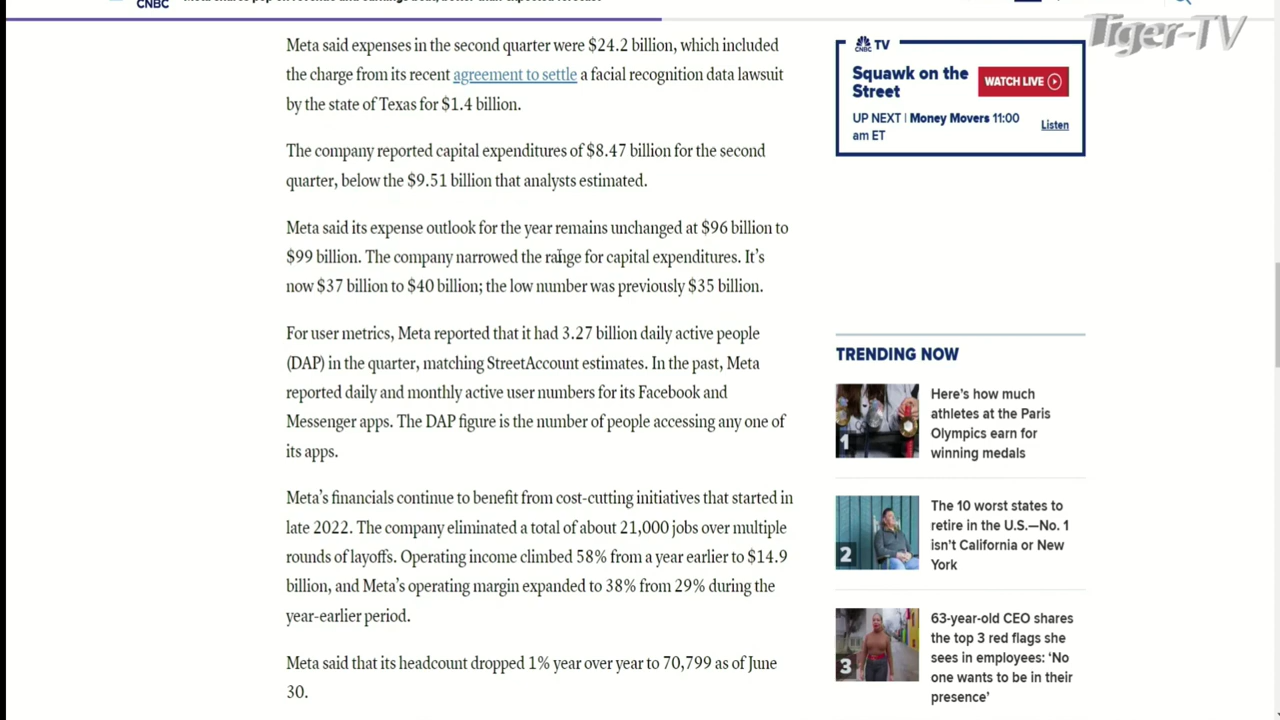 CNBC
Tiger-TV
Meta said expenses in the second quarter were $24.2 billion, which included
the charge from its recent agreement to settle a facial recognition data lawsuit
by the state of Texas for $1.4 billion.
The company reported capital expenditures of $8.47 billion for the second
quarter, below the $9.51 billion that analysts estimated.
Meta said its expense outlook for the year remains unchanged at $96 billion to
$99 billion. The company narrowed the range for capital expenditures. It’s
now $37 billion to $40 billion; the low number was previously $35 billion.
For user metrics, Meta reported that it had 3.27 billion daily active people
(DAP) in the quarter, matching StreetAccount estimates. In the past, Meta
reported daily and monthly active user numbers for its Facebook and
Messenger apps. The DAP figure is the number of people accessing any one of
its apps.
Meta’s financials continue to benefit from cost-cutting initiatives that started in
late 2022. The company eliminated a total of about 21,000 jobs over multiple
rounds of layoffs. Operating income climbed 58% from a year earlier to $14.9
billion, and Meta’s operating margin expanded to 38% from 29% during the
year-earlier period.
Meta said that its headcount dropped 1% year over year to 70,799 as of June
30.
CNBC TV
Squawk on the
Street
WATCH LIVE
UP NEXT | Money Movers 11:00
am ET
Listen
TRENDING NOW
1
Here’s how much
athletes at the Paris
Olympics earn for
winning medals
2
The 10 worst states to
retire in the U.S.—No. 1
isn’t California or New
York
3
63-year-old CEO shares
the top 3 red flags she
sees in employees: ‘No
one wants to be in their
presence’